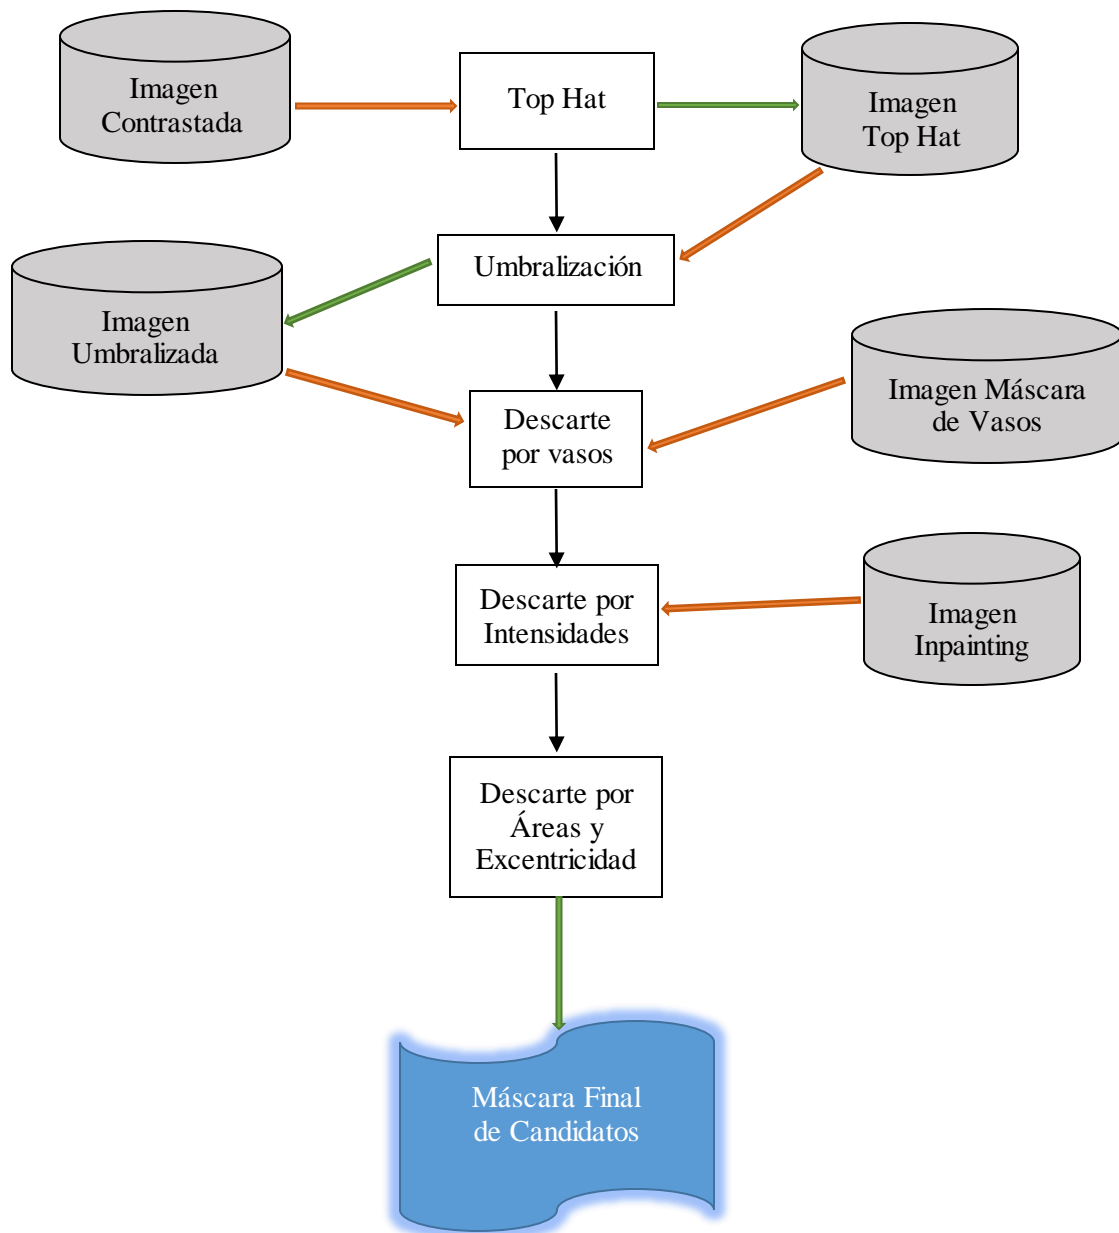 Imagen
Contrastada
Top Hat
Imagen
Top Hat
Umbralización
Imagen
Umbralizada
Imagen Máscara
de Vasos
Descarte
por vasos
Descarte por
Intensidades
Imagen
Inpainting
Descarte por
Áreas y
Excentricidad
Máscara Final
de Candidatos